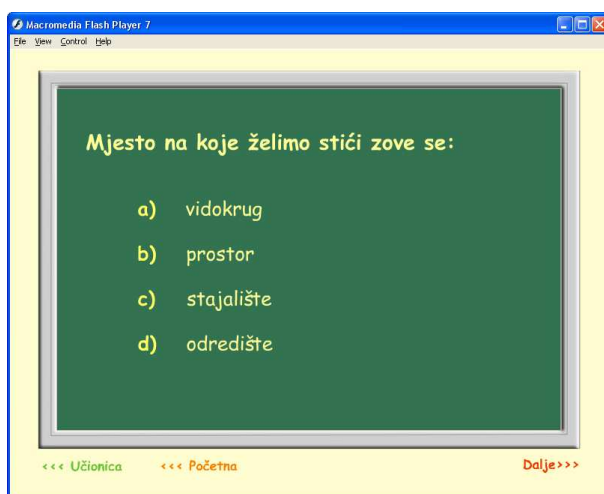 Macromedia Flash Player 7
File View Control Help
Mjesto na koje želimo stići zove se:
a) vidokrug
b) prostor
c) stajalište
d) odredište
<<< Učionica <<< Početna Dalje>>>